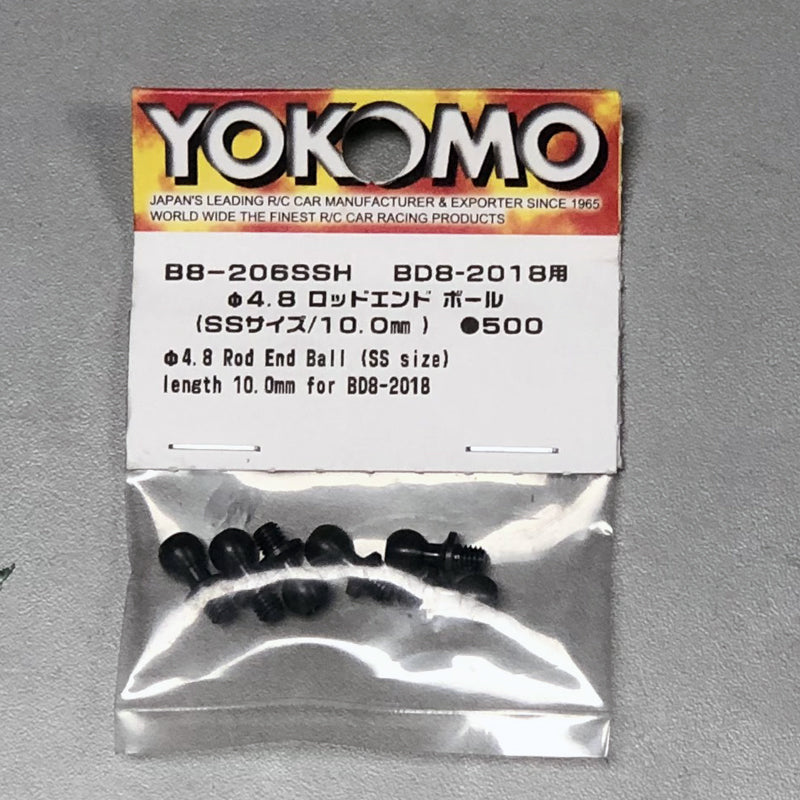 YOKOMO
JAPAN'S LEADING R/C CAR MANUFACTURER & EXPORTER SINCE 1965
WORLD WIDE THE FINEST R/C CAR RACING PRODUCTS
B8-206SSH BD8-2018用
φ4.8 ロッドエンド ボール
(SSサイズ/10.0mm ) ●500
φ4.8 Rod End Ball (SS size)
length 10.0mm for BD8-2018